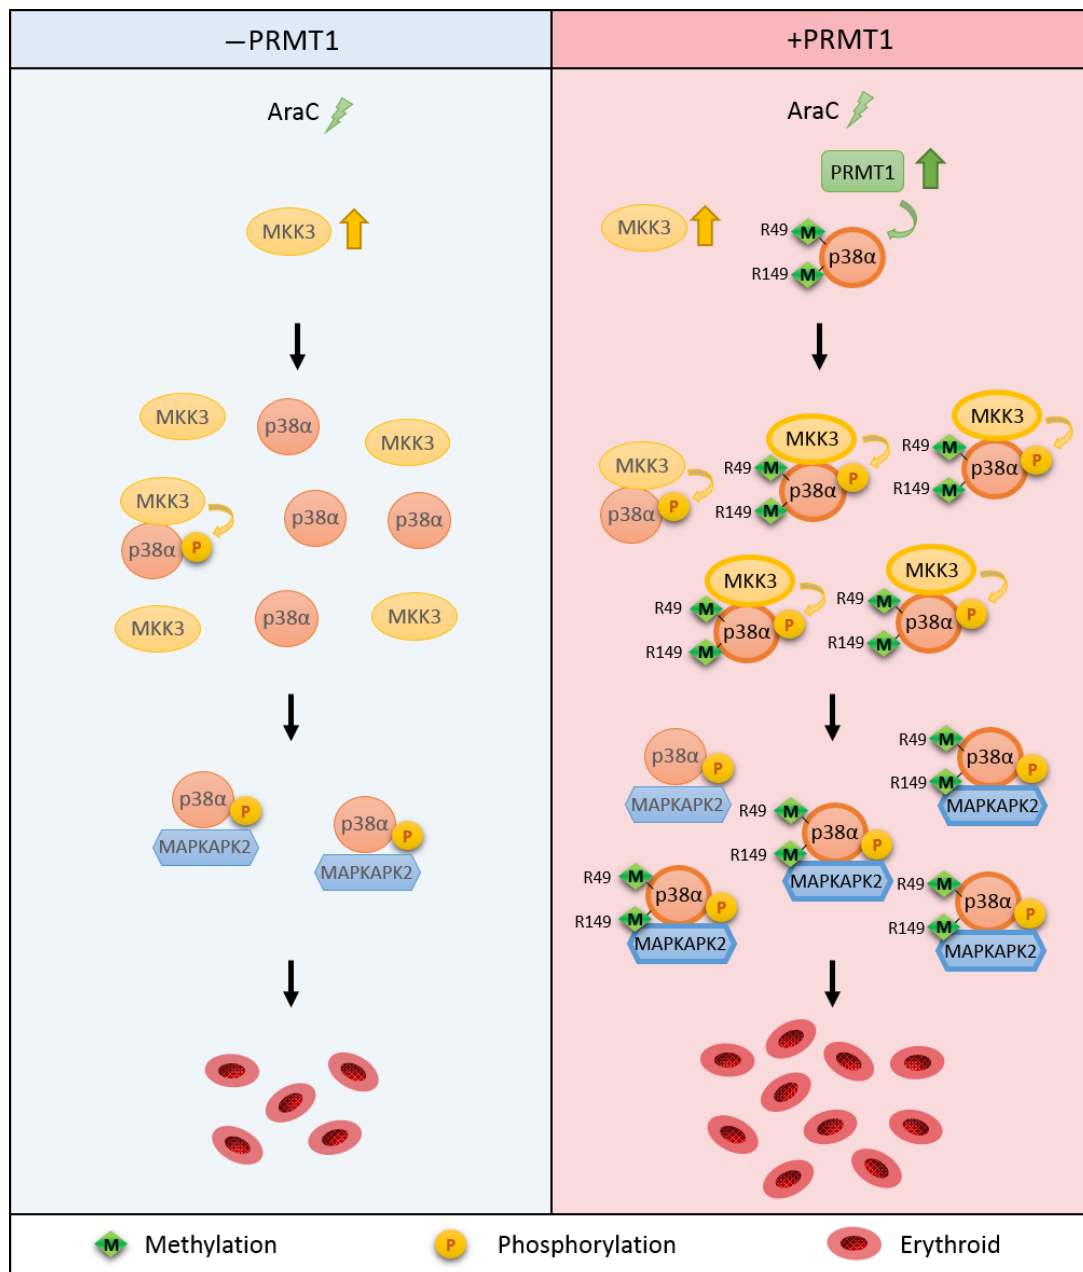 —PRMT1
+PRMT1
AraC
MKK3
MKK3
p38α
MKK3
MKK3
p38α
P
p38α
p38α
MKK3
p38α
MKK3
p38α
P
MAPKAPK2
p38α
P
MAPKAPK2
AraC
PRMT1
MKK3
R49
M
p38α
R149
M
MKK3
p38α
P
MKK3
R49
M
p38α
P
R149
M
MKK3
R49
M
p38α
P
R149
M
MKK3
R49
M
p38α
P
R149
M
MKK3
R49
M
p38α
P
R149
M
p38α
P
MAPKAPK2
R49
M
p38α
P
R149
M
MAPKAPK2
R49
M
p38α
P
R149
M
MAPKAPK2
R49
M
p38α
P
R149
M
MAPKAPK2
R49
M
p38α
P
R149
M
MAPKAPK2
M Methylation
P Phosphorylation
Erythroid